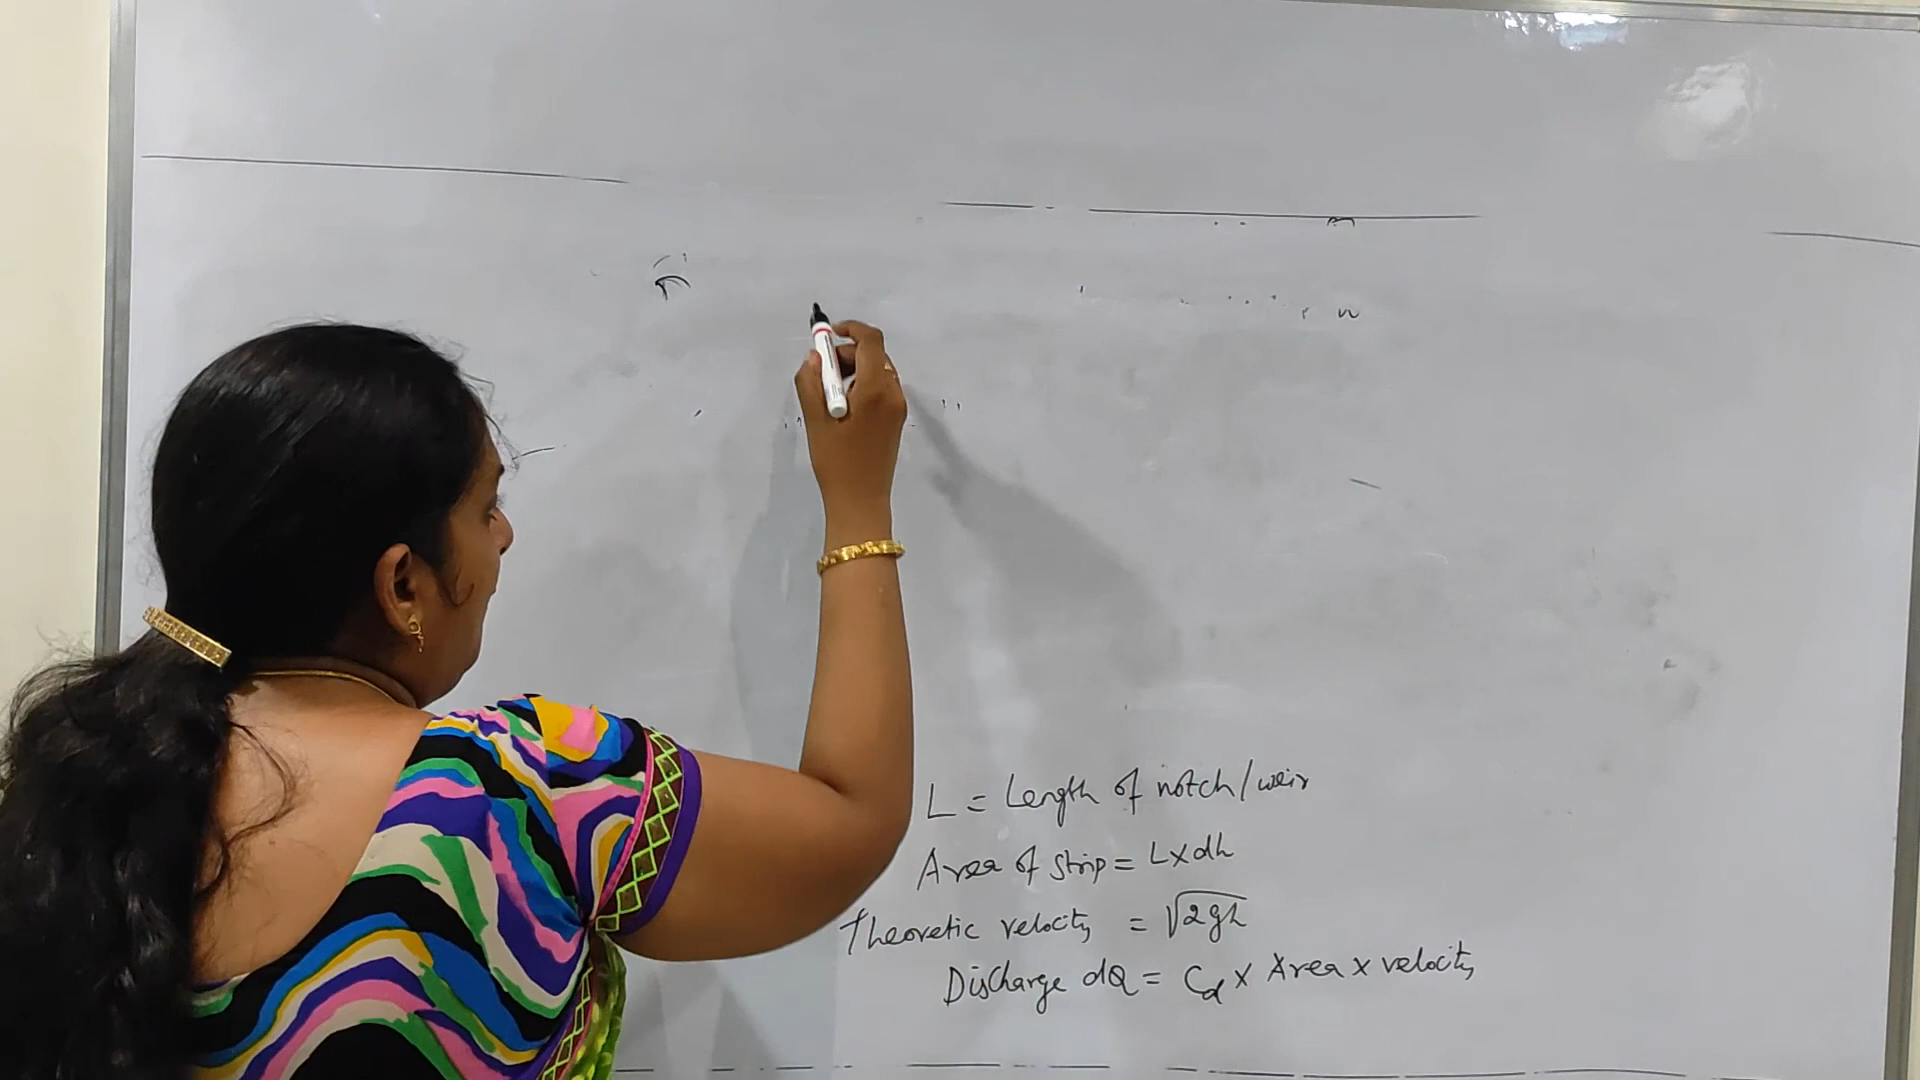 L = Length of notch/weir
Area of strip = L×dh
Theoretic velocity = √2gh
Discharge dQ = Cd × Area × velocity